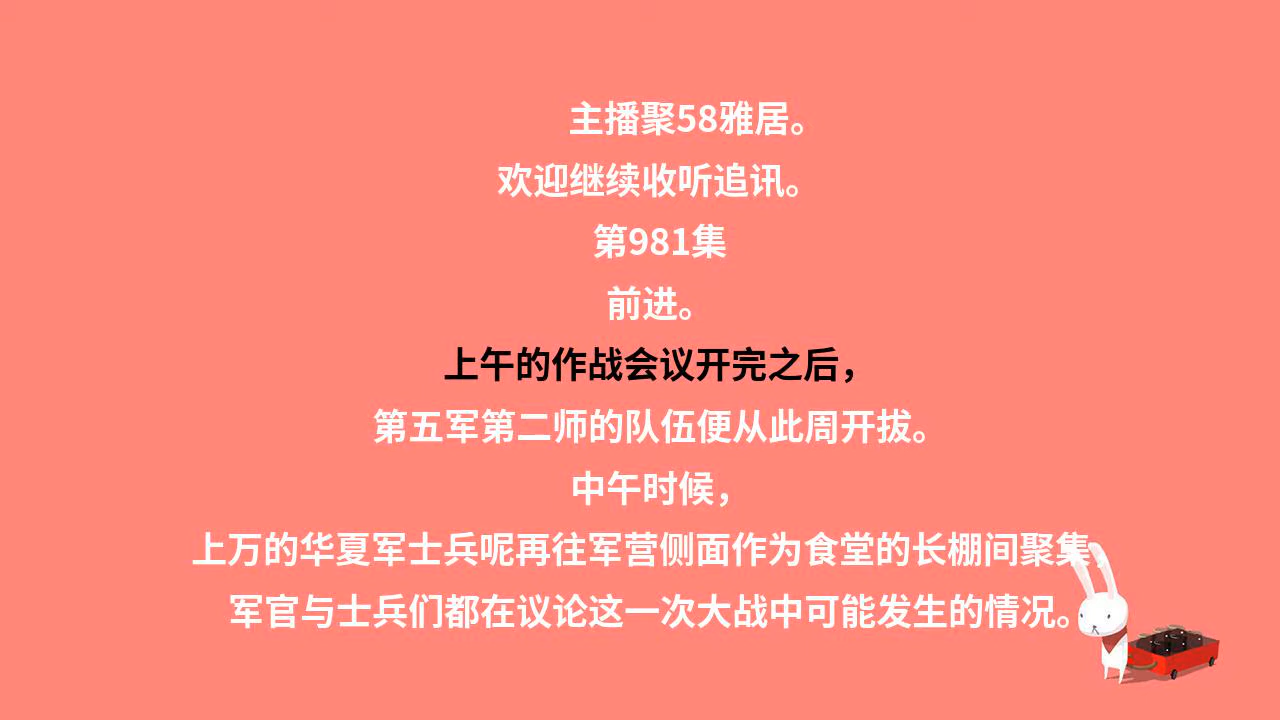 主播聚58雅居。
欢迎继续收听追讯。
第981集
前进。
上午的作战会议开完之后，
第五军第二师的队伍便从此周开拔。
中午时候，
上万的华夏军士兵呢再往军营侧面作为食堂的长棚间聚集，
军官与士兵们都在议论这一次大战中可能发生的情况。